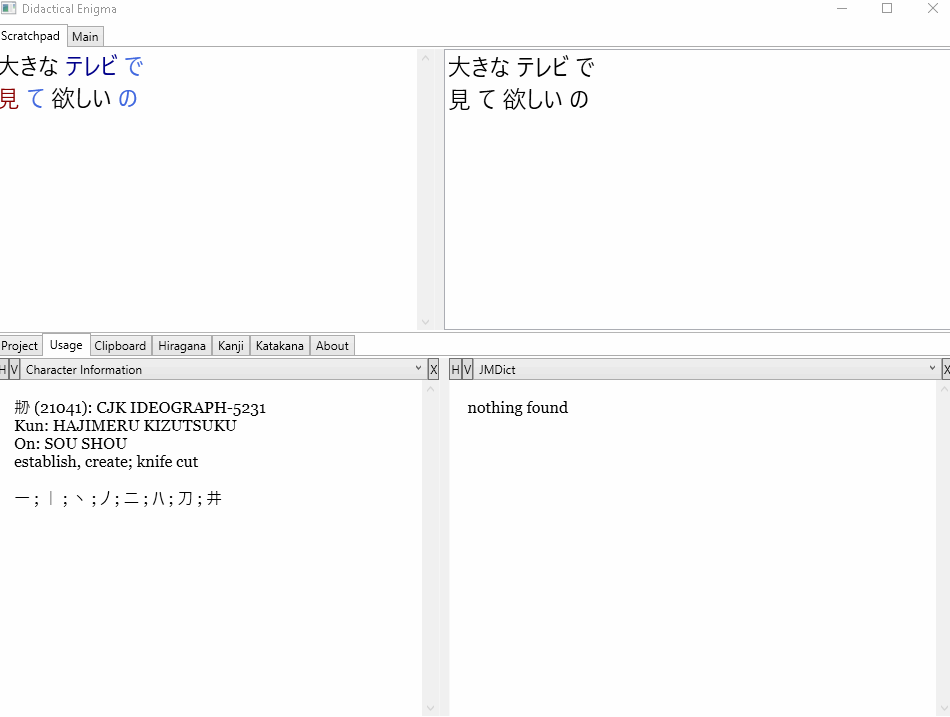 Didactical Enigma
Scratchpad Main
大きな テレビ で
見 て 欲しい の
大きな テレビ で
見 て 欲しい の
Project Usage Clipboard Hiragana Kanji Katakana About
H V Character Information X
H V JMDict X
刱 (21041): CJK IDEOGRAPH-5231
Kun: HAJIMERU KIZUTSUKU
On: SOU SHOU
establish, create; knife cut
一 ; ｜ ; 丶 ; ノ ; 二 ; ハ ; 刀 ; 井
nothing found